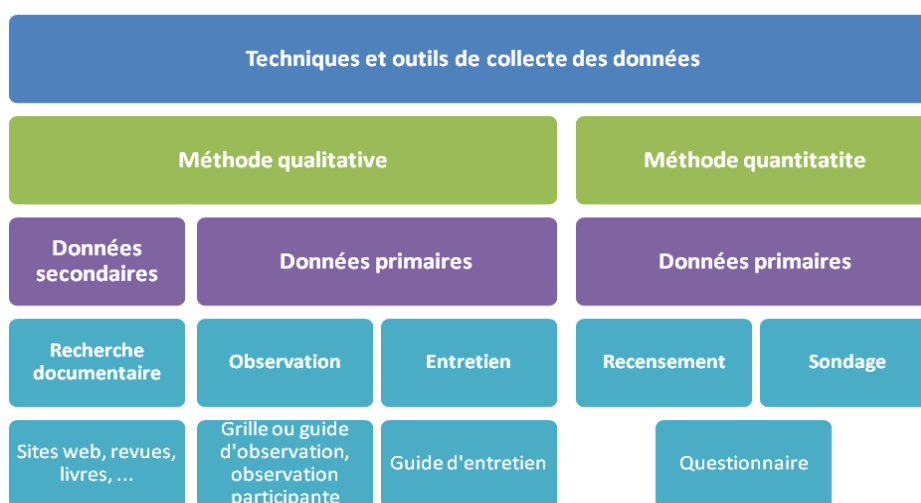 Techniques et outils de collecte des données
Méthode qualitative
Méthode quantitatite
Données
secondaires
Données primaires
Données primaires
Recherche
documentaire
Observation
Entretien
Recensement
Sondage
Sites web, revues,
livres, ...
Grille ou guide
d'observation,
observation
participante
Guide d'entretien
Questionnaire